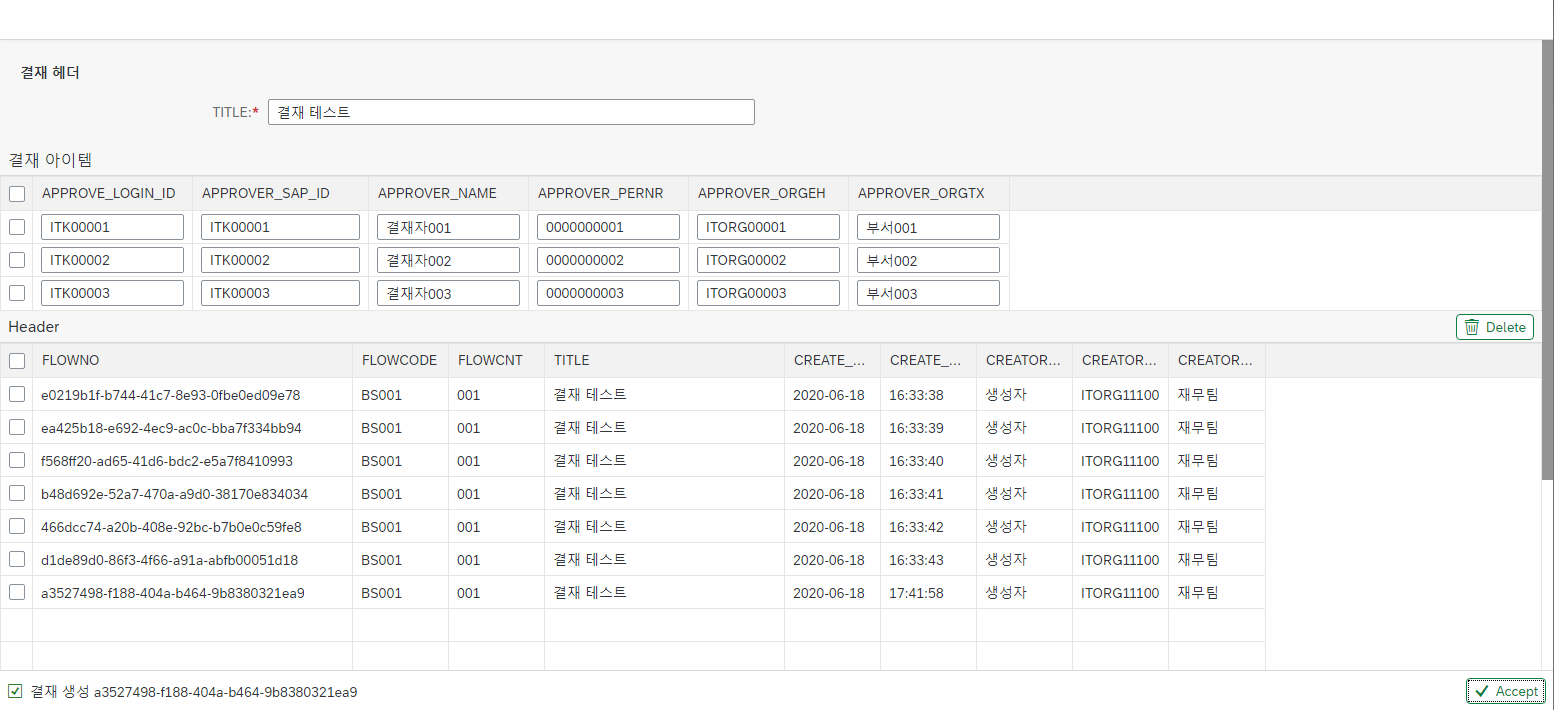 결재 헤더
TITLE:* 결재 테스트
결재 아이템
APPROVE_LOGIN_ID APPROVER_SAP_ID APPROVER_NAME APPROVER_PERNR APPROVER_ORGEH APPROVER_ORGTX
ITK00001 ITK00001 결재자001 0000000001 ITORG00001 부서001
ITK00002 ITK00002 결재자002 0000000002 ITORG00002 부서002
ITK00003 ITK00003 결재자003 0000000003 ITORG00003 부서003
Header Delete
FLOWNO FLOWCODE FLOWCNT TITLE CREATE_... CREATE_... CREATOR... CREATOR... CREATOR...
e0219b1f-b744-41c7-8e93-0fbe0ed09e78 BS001 001 결재 테스트 2020-06-18 16:33:38 생성자 ITORG11100 재무팀
ea425b18-e692-4ec9-ac0c-bba7f334bb94 BS001 001 결재 테스트 2020-06-18 16:33:39 생성자 ITORG11100 재무팀
f568ff20-ad65-41d6-bdc2-e5a7f8410993 BS001 001 결재 테스트 2020-06-18 16:33:40 생성자 ITORG11100 재무팀
b48d692e-52a7-470a-a9d0-38170e834034 BS001 001 결재 테스트 2020-06-18 16:33:41 생성자 ITORG11100 재무팀
466dcc74-a20b-408e-92bc-b7b0e0c59fe8 BS001 001 결재 테스트 2020-06-18 16:33:42 생성자 ITORG11100 재무팀
d1de89d0-86f3-4f66-a91a-abfb00051d18 BS001 001 결재 테스트 2020-06-18 16:33:43 생성자 ITORG11100 재무팀
a3527498-f188-404a-b464-9b8380321ea9 BS001 001 결재 테스트 2020-06-18 17:41:58 생성자 ITORG11100 재무팀
결재 생성 a3527498-f188-404a-b464-9b8380321ea9 Accept